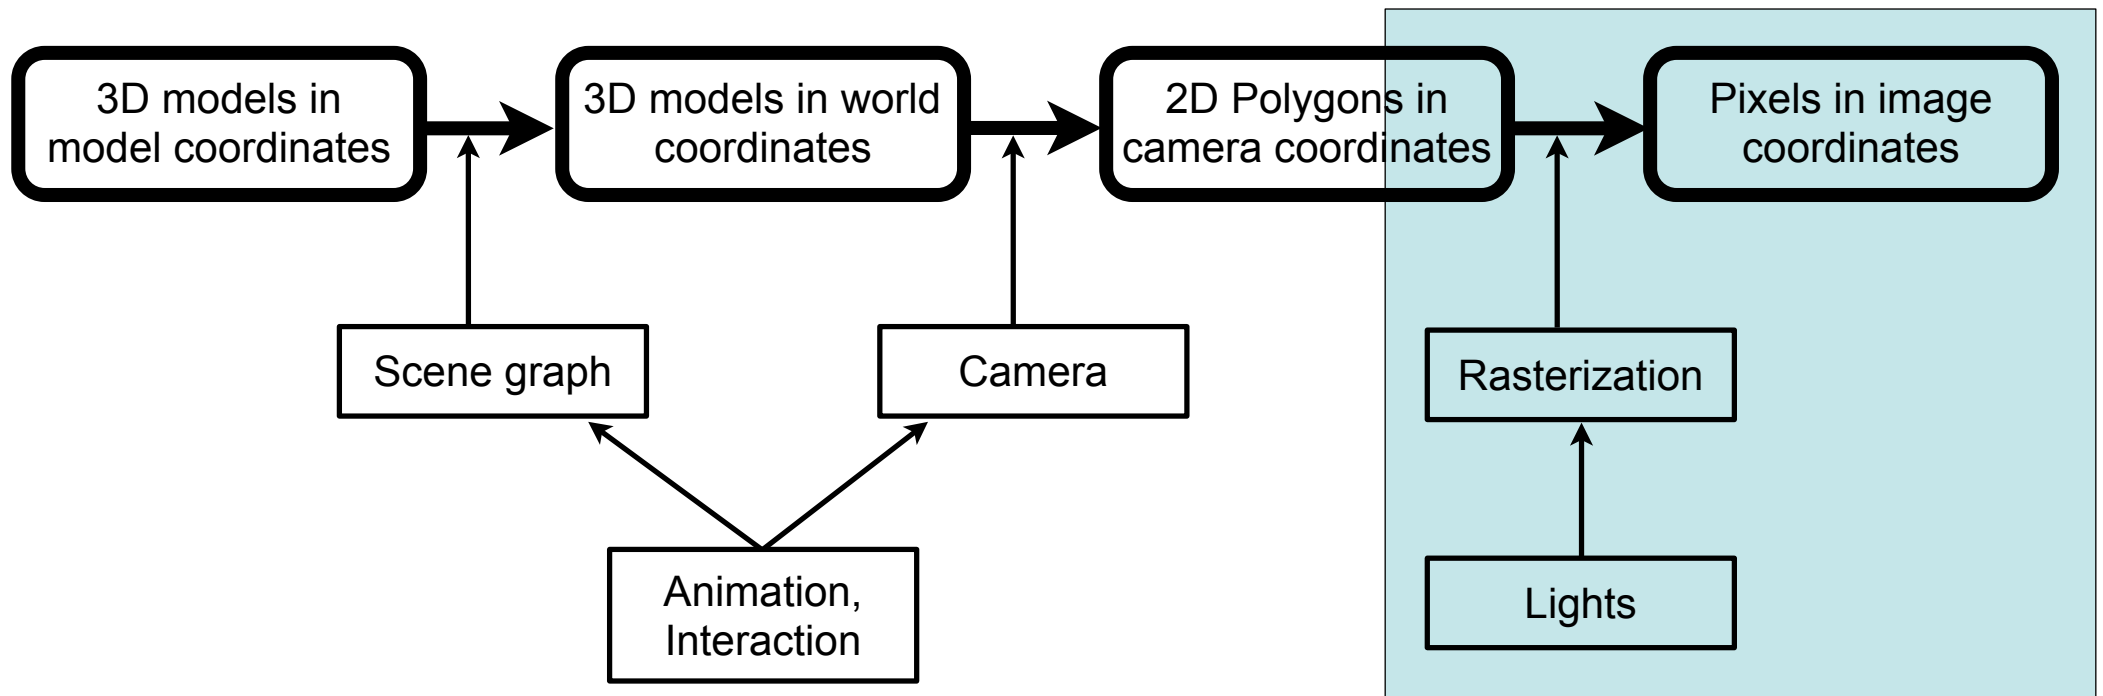 3D models in
model coordinates
3D models in world
coordinates
2D Polygons in
camera coordinates
Pixels in image
coordinates
Scene graph
Camera
Rasterization
Animation,
Interaction
Lights